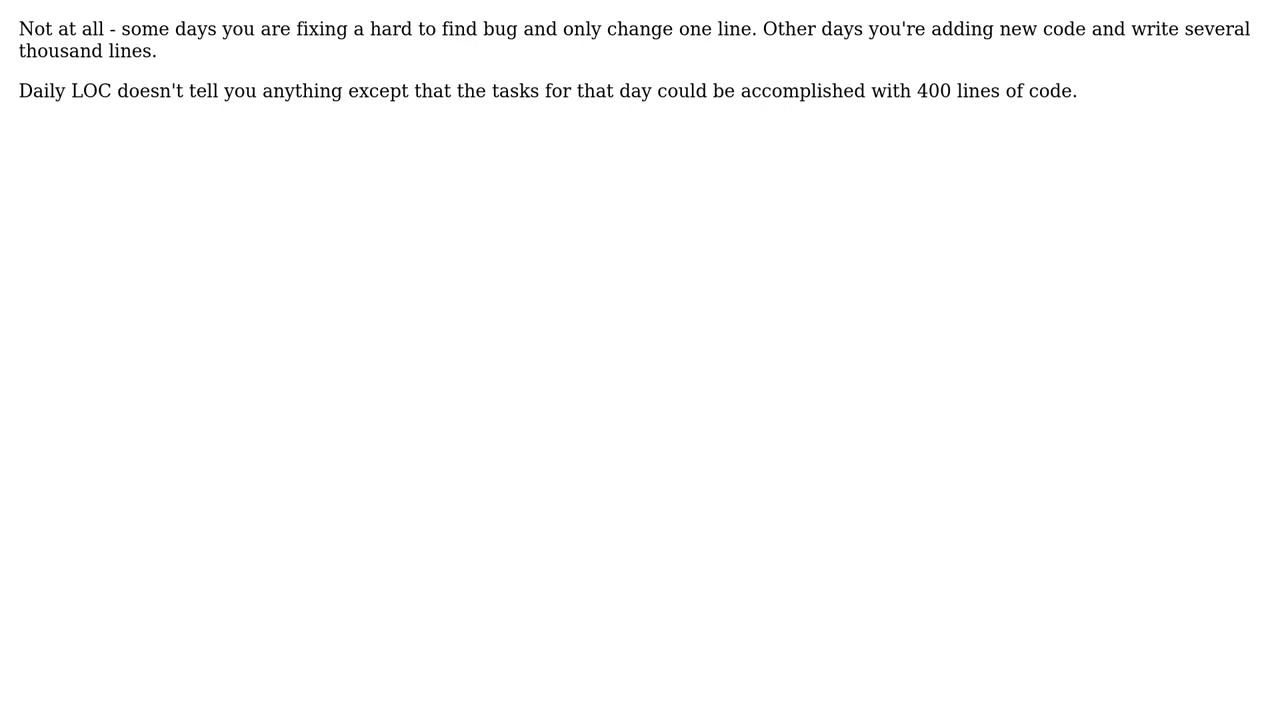 Not at all - some days you are fixing a hard to find bug and only change one line. Other days you're adding new code and write several
thousand lines.
Daily LOC doesn't tell you anything except that the tasks for that day could be accomplished with 400 lines of code.